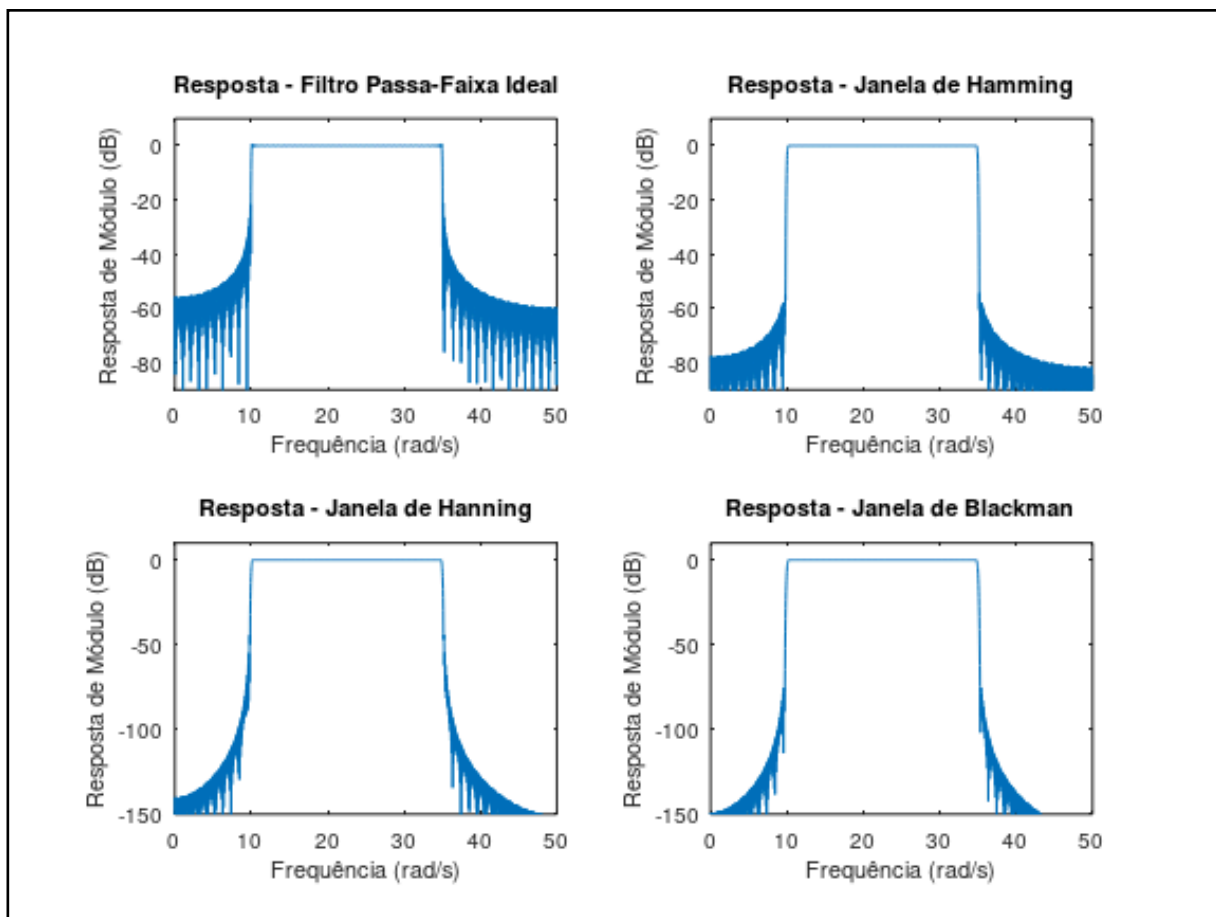 Resposta - Filtro Passa-Faixa Ideal
Resposta de Módulo (dB)
0
-20
-40
-60
-80
0 10 20 30 40 50
Frequência (rad/s)
Resposta - Janela de Hamming
Resposta de Módulo (dB)
0
-20
-40
-60
-80
0 10 20 30 40 50
Frequência (rad/s)
Resposta - Janela de Hanning
Resposta de Módulo (dB)
0
-50
-100
-150
0 10 20 30 40 50
Frequência (rad/s)
Resposta - Janela de Blackman
Resposta de Módulo (dB)
0
-50
-100
-150
0 10 20 30 40 50
Frequência (rad/s)